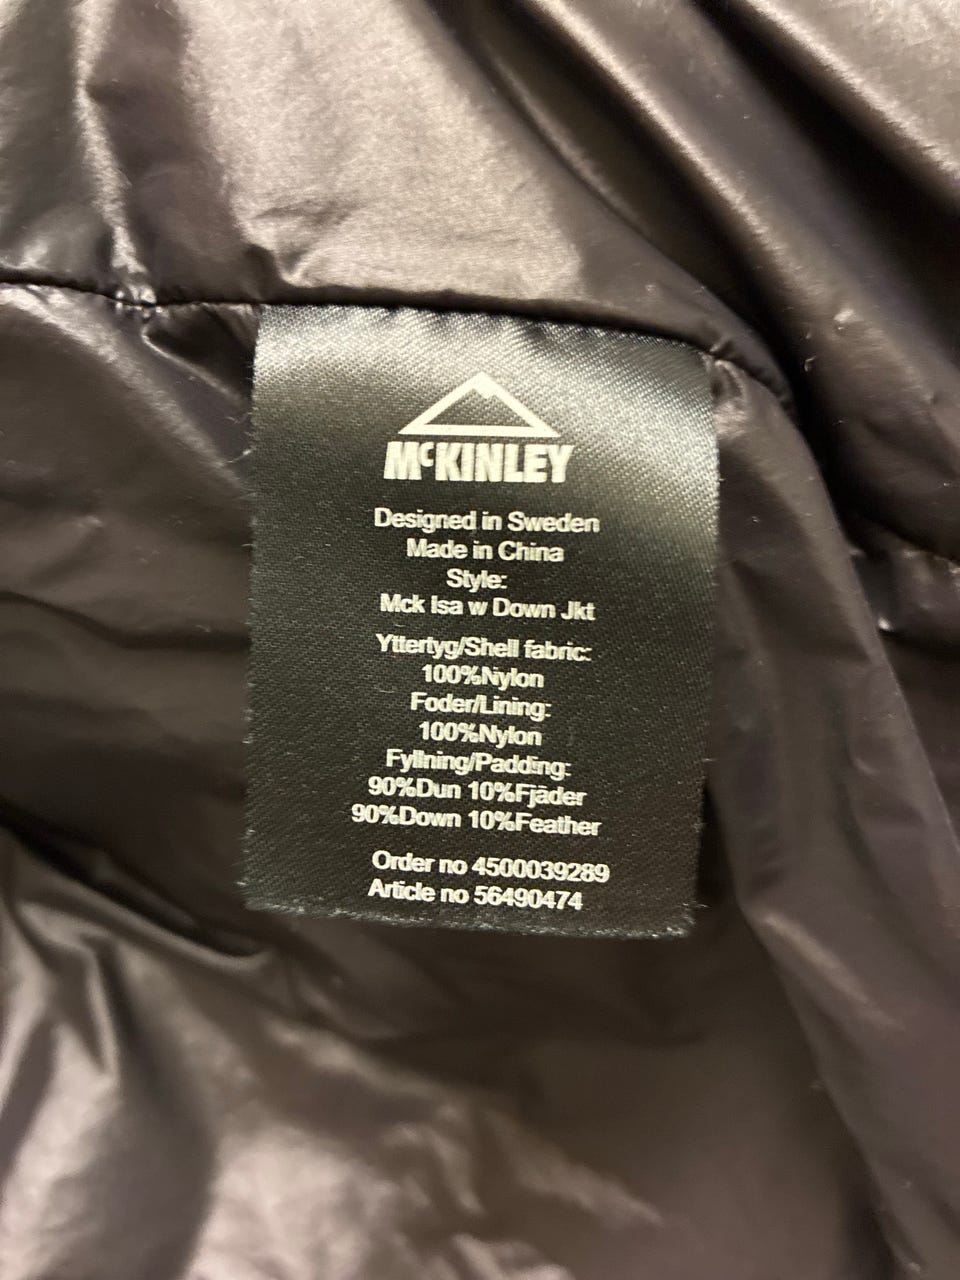 McKINLEY
Designed in Sweden
Made in China
Style:
Mck Isa w Down Jkt
Yttertyg/Shell fabric:
100%Nylon
Foder/Lining:
100%Nylon
Fyllning/Padding:
90%Dun 10%Fjäder
90%Down 10%Feather
Order no 4500039289
Article no 56490474